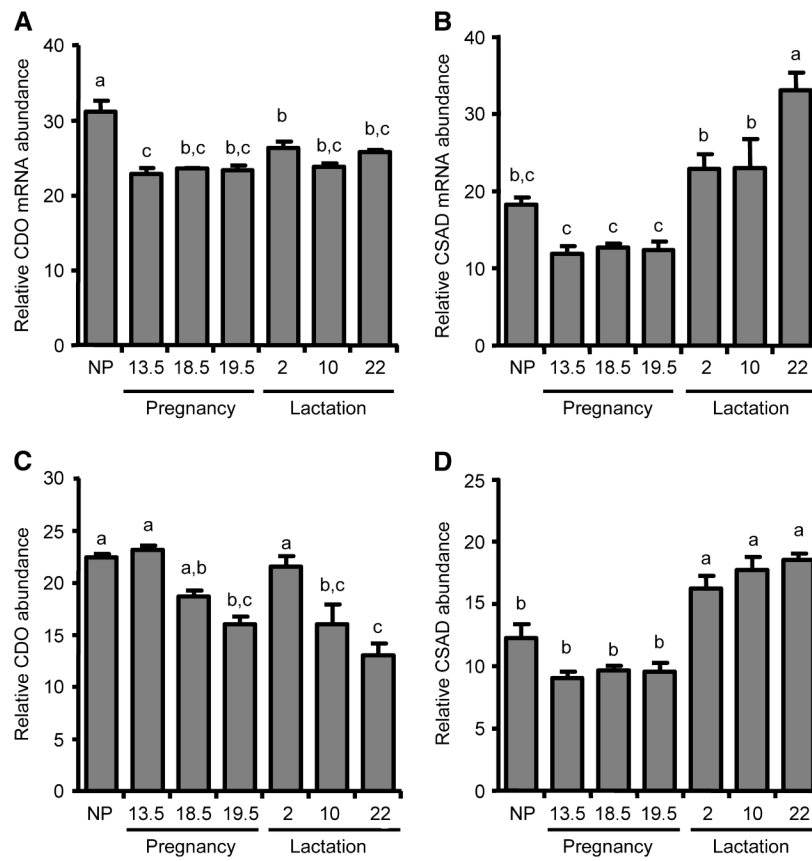 A
Relative CDO mRNA abundance
40
30
20
10
0
a
c
b,c
b,c
b
b,c
b,c
NP 13.5 18.5 19.5 2 10 22
Pregnancy Lactation
B
Relative CSAD mRNA abundance
40
30
20
10
0
b,c
c
c
c
b
b
a
NP 13.5 18.5 19.5 2 10 22
Pregnancy Lactation
C
Relative CDO abundance
30
25
20
15
10
5
0
a
a
a,b
b,c
a
b,c
c
NP 13.5 18.5 19.5 2 10 22
Pregnancy Lactation
D
Relative CSAD abundance
25
20
15
10
5
0
b
b
b
b
a
a
a
NP 13.5 18.5 19.5 2 10 22
Pregnancy Lactation